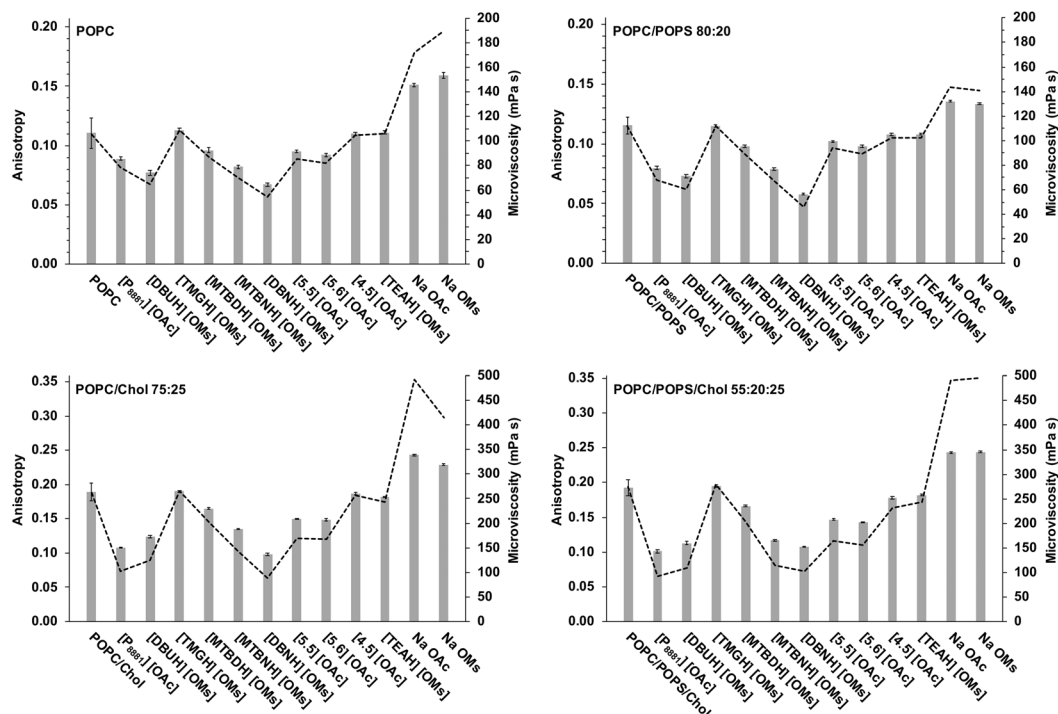 POPC
Anisotropy
0.20
0.15
0.10
0.05
0.00
Microviscosity (mPa s)
200
180
160
140
120
100
80
60
40
20
0
POPC
[P8881] [OAc]
[DBUH] [OMs]
[TMGH] [OMs]
[MTBDH] [OMs]
[MTBNH] [OMs]
[DBNH] [OMs]
[5.5] [OAc]
[5.6] [OAc]
[4.5] [OAc]
[TEAH] [OMs]
Na OAc
Na OMs
POPC/POPS 80:20
Anisotropy
0.20
0.15
0.10
0.05
0.00
Microviscosity (mPa s)
200
180
160
140
120
100
80
60
40
20
0
POPC/POPS
[P8881] [OAc]
[DBUH] [OMs]
[TMGH] [OMs]
[MTBDH] [OMs]
[MTBNH] [OMs]
[DBNH] [OMs]
[5.5] [OAc]
[5.6] [OAc]
[4.5] [OAc]
[TEAH] [OMs]
Na OAc
Na OMs
POPC/Chol 75:25
Anisotropy
0.35
0.30
0.25
0.20
0.15
0.10
0.05
0.00
Microviscosity (mPa s)
500
450
400
350
300
250
200
150
100
50
0
POPC/Chol
[P8881] [OAc]
[DBUH] [OMs]
[TMGH] [OMs]
[MTBDH] [OMs]
[MTBNH] [OMs]
[DBNH] [OMs]
[5.5] [OAc]
[5.6] [OAc]
[4.5] [OAc]
[TEAH] [OMs]
Na OAc
Na OMs
POPC/POPS/Chol 55:20:25
Anisotropy
0.35
0.30
0.25
0.20
0.15
0.10
0.05
0.00
Microviscosity (mPa s)
500
450
400
350
300
250
200
150
100
50
0
POPC/POPS/Chol
[P8881] [OAc]
[DBUH] [OMs]
[TMGH] [OMs]
[MTBDH] [OMs]
[MTBNH] [OMs]
[DBNH] [OMs]
[5.5] [OAc]
[5.6] [OAc]
[4.5] [OAc]
[TEAH] [OMs]
Na OAc
Na OMs